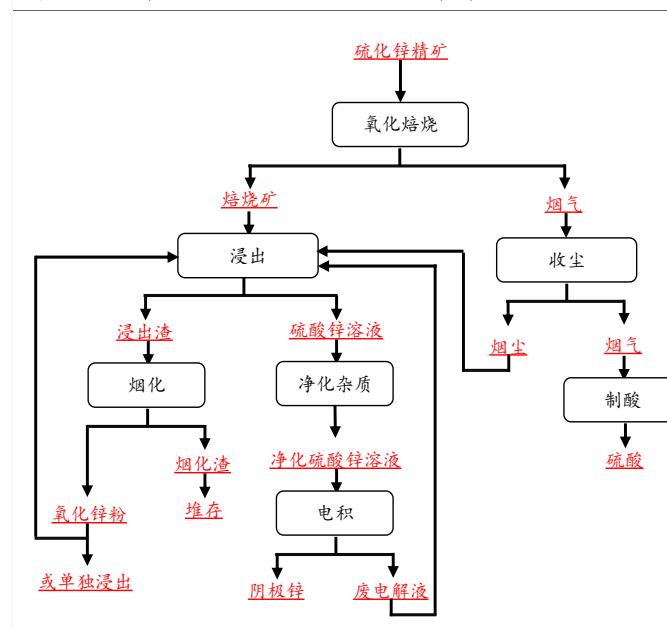 硫化锌精矿
氧化焙烧
焙烧矿
烟气
浸出
收尘
浸出渣
硫酸锌溶液
烟尘
烟气
烟化
净化杂质
制酸
烟化渣
净化硫酸锌溶液
硫酸
氧化锌粉
堆存
电积
或单独浸出
阴极锌
废电解液